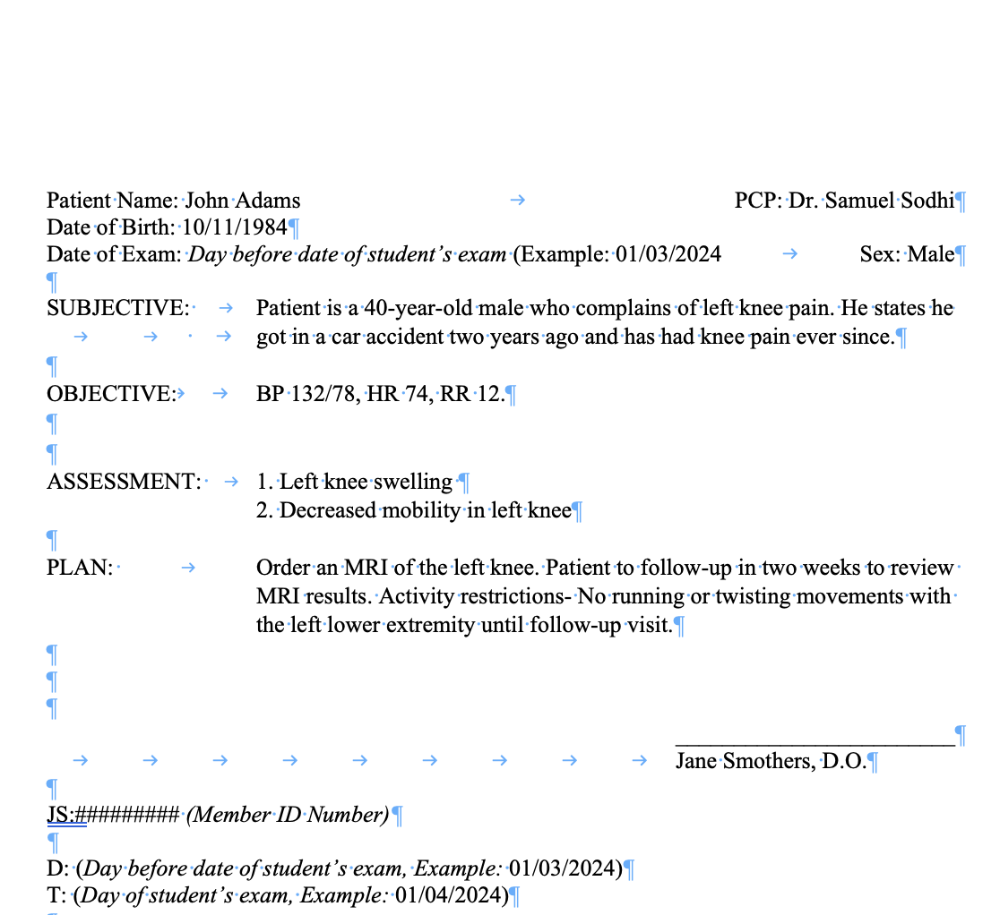 Patient Name: John Adams PCP: Dr. Samuel Sodhi
Date of Birth: 10/11/1984
Date of Exam: Day before date of student’s exam (Example: 01/03/2024 Sex: Male
SUBJECTIVE: Patient is a 40-year-old male who complains of left knee pain. He states he
got in a car accident two years ago and has had knee pain ever since.
OBJECTIVE: BP 132/78, HR 74, RR 12.
ASSESSMENT: 1. Left knee swelling
2. Decreased mobility in left knee
PLAN: Order an MRI of the left knee. Patient to follow-up in two weeks to review
MRI results. Activity restrictions- No running or twisting movements with
the left lower extremity until follow-up visit.
Jane Smothers, D.O.
JS:######### (Member ID Number)
D: (Day before date of student’s exam, Example: 01/03/2024)
T: (Day of student’s exam, Example: 01/04/2024)